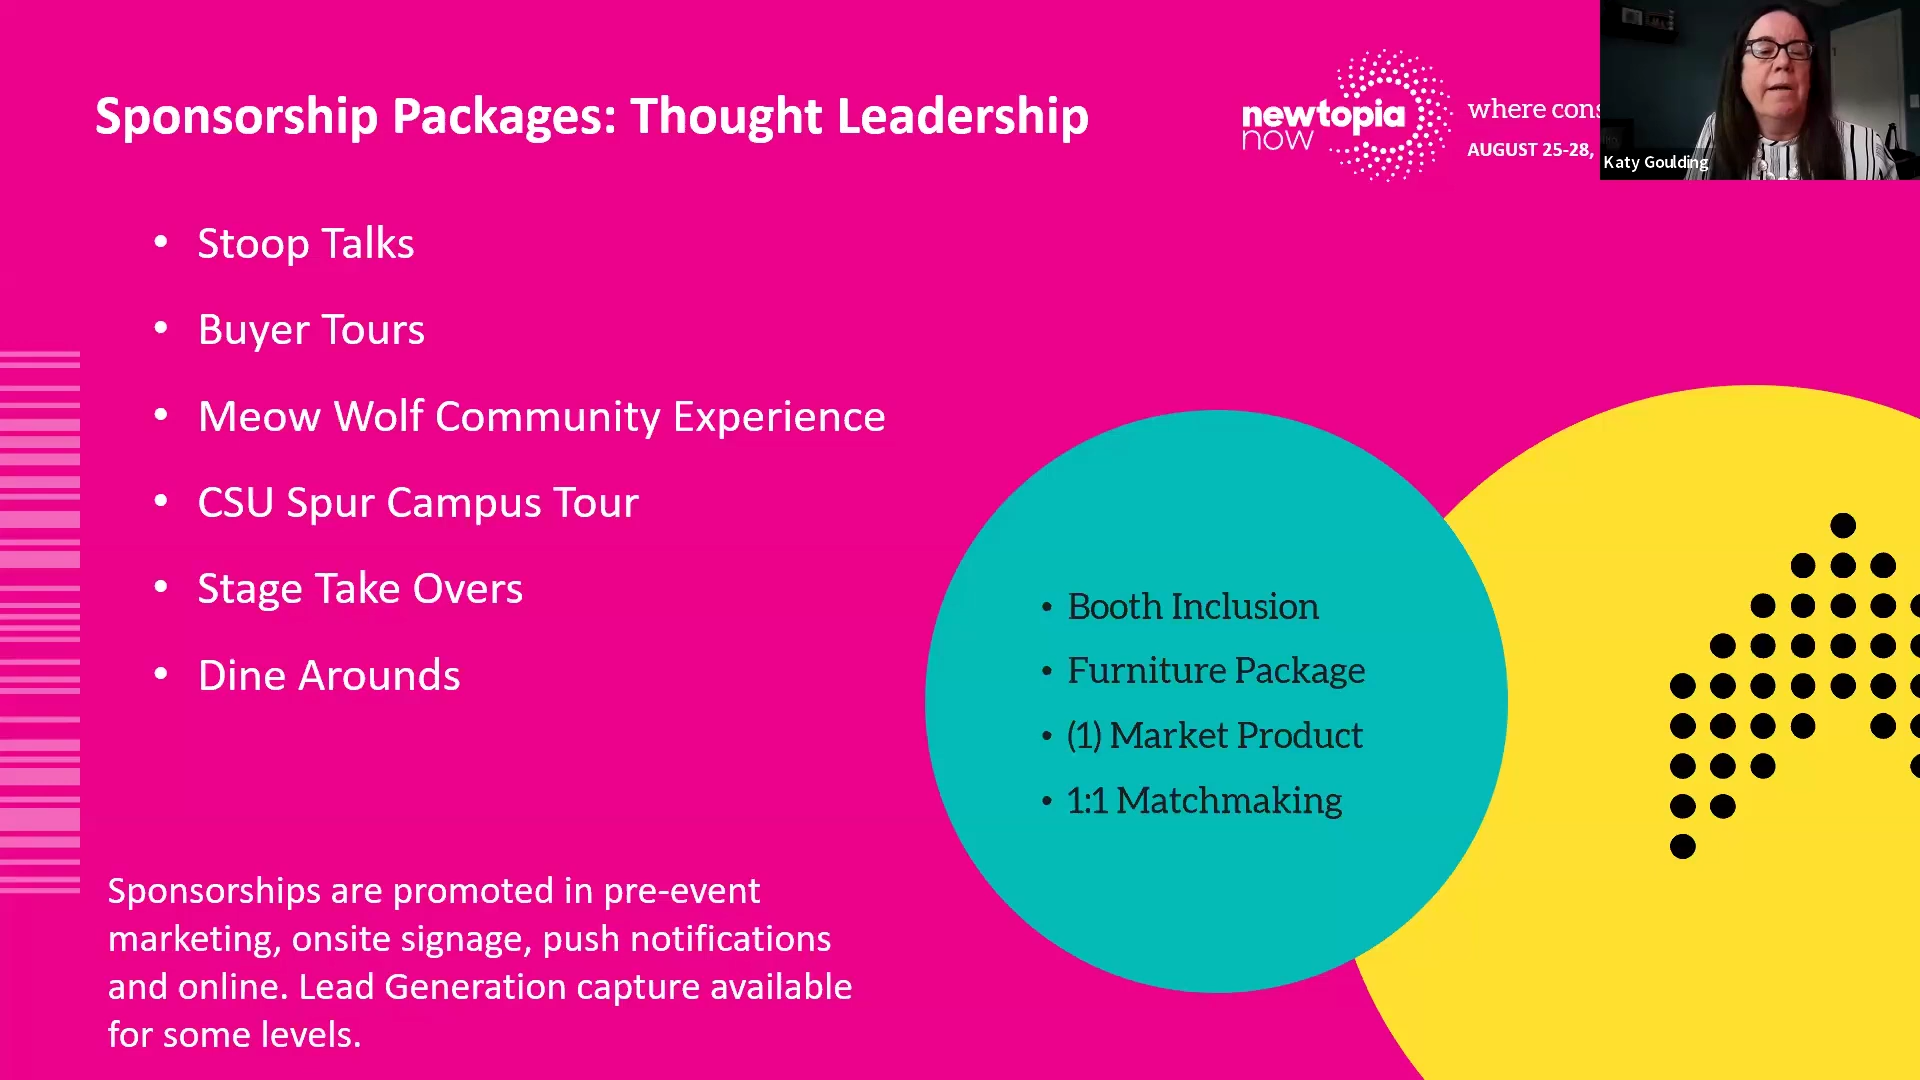 Sponsorship Packages: Thought Leadership
newtopia
now
where cons
AUGUST 25-28,
Katy Goulding
• Stoop Talks
• Buyer Tours
• Meow Wolf Community Experience
• CSU Spur Campus Tour
• Stage Take Overs
• Dine Arounds
• Booth Inclusion
• Furniture Package
• (1) Market Product
• 1:1 Matchmaking
Sponsorships are promoted in pre-event
marketing, onsite signage, push notifications
and online. Lead Generation capture available
for some levels.